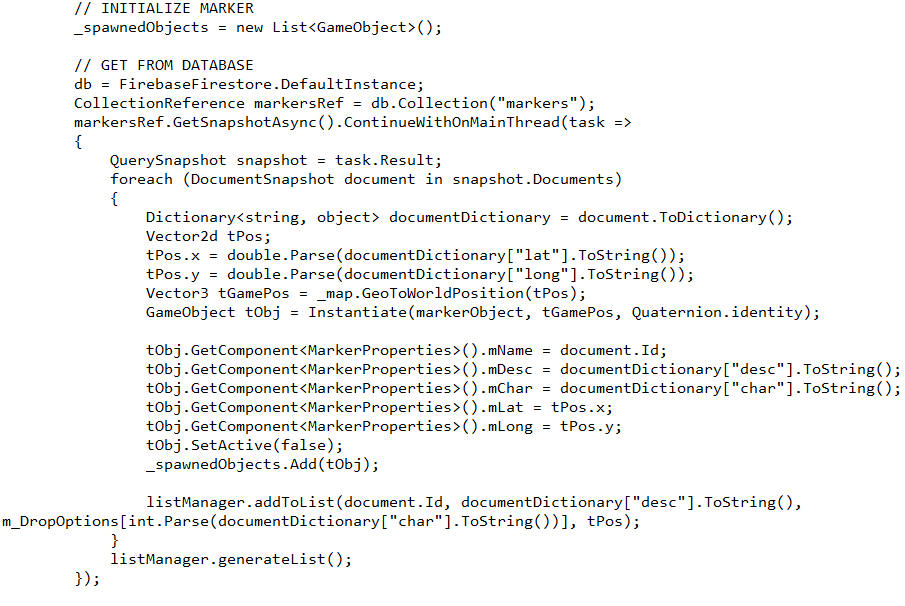 // INITIALIZE MARKER
_spawnedObjects = new List<GameObject>();
// GET FROM DATABASE
db = FirebaseFirestore.DefaultInstance;
CollectionReference markersRef = db.Collection("markers");
markersRef.GetSnapshotAsync().ContinueWithOnMainThread(task =>
{
QuerySnapshot snapshot = task.Result;
foreach (DocumentSnapshot document in snapshot.Documents)
{
Dictionary<string, object> documentDictionary = document.ToDictionary();
Vector2d tPos;
tPos.x = double.Parse(documentDictionary["lat"].ToString());
tPos.y = double.Parse(documentDictionary["long"].ToString());
Vector3 tGamePos = _map.GeoToWorldPosition(tPos);
GameObject tObj = Instantiate(markerObject, tGamePos, Quaternion.identity);
tObj.GetComponent<MarkerProperties>().mName = document.Id;
tObj.GetComponent<MarkerProperties>().mDesc = documentDictionary["desc"].ToString();
tObj.GetComponent<MarkerProperties>().mChar = documentDictionary["char"].ToString();
tObj.GetComponent<MarkerProperties>().mLat = tPos.x;
tObj.GetComponent<MarkerProperties>().mLong = tPos.y;
tObj.SetActive(false);
_spawnedObjects.Add(tObj);
listManager.addToList(document.Id, documentDictionary["desc"].ToString(),
m_DropOptions[int.Parse(documentDictionary["char"].ToString())], tPos);
}
listManager.generateList();
});